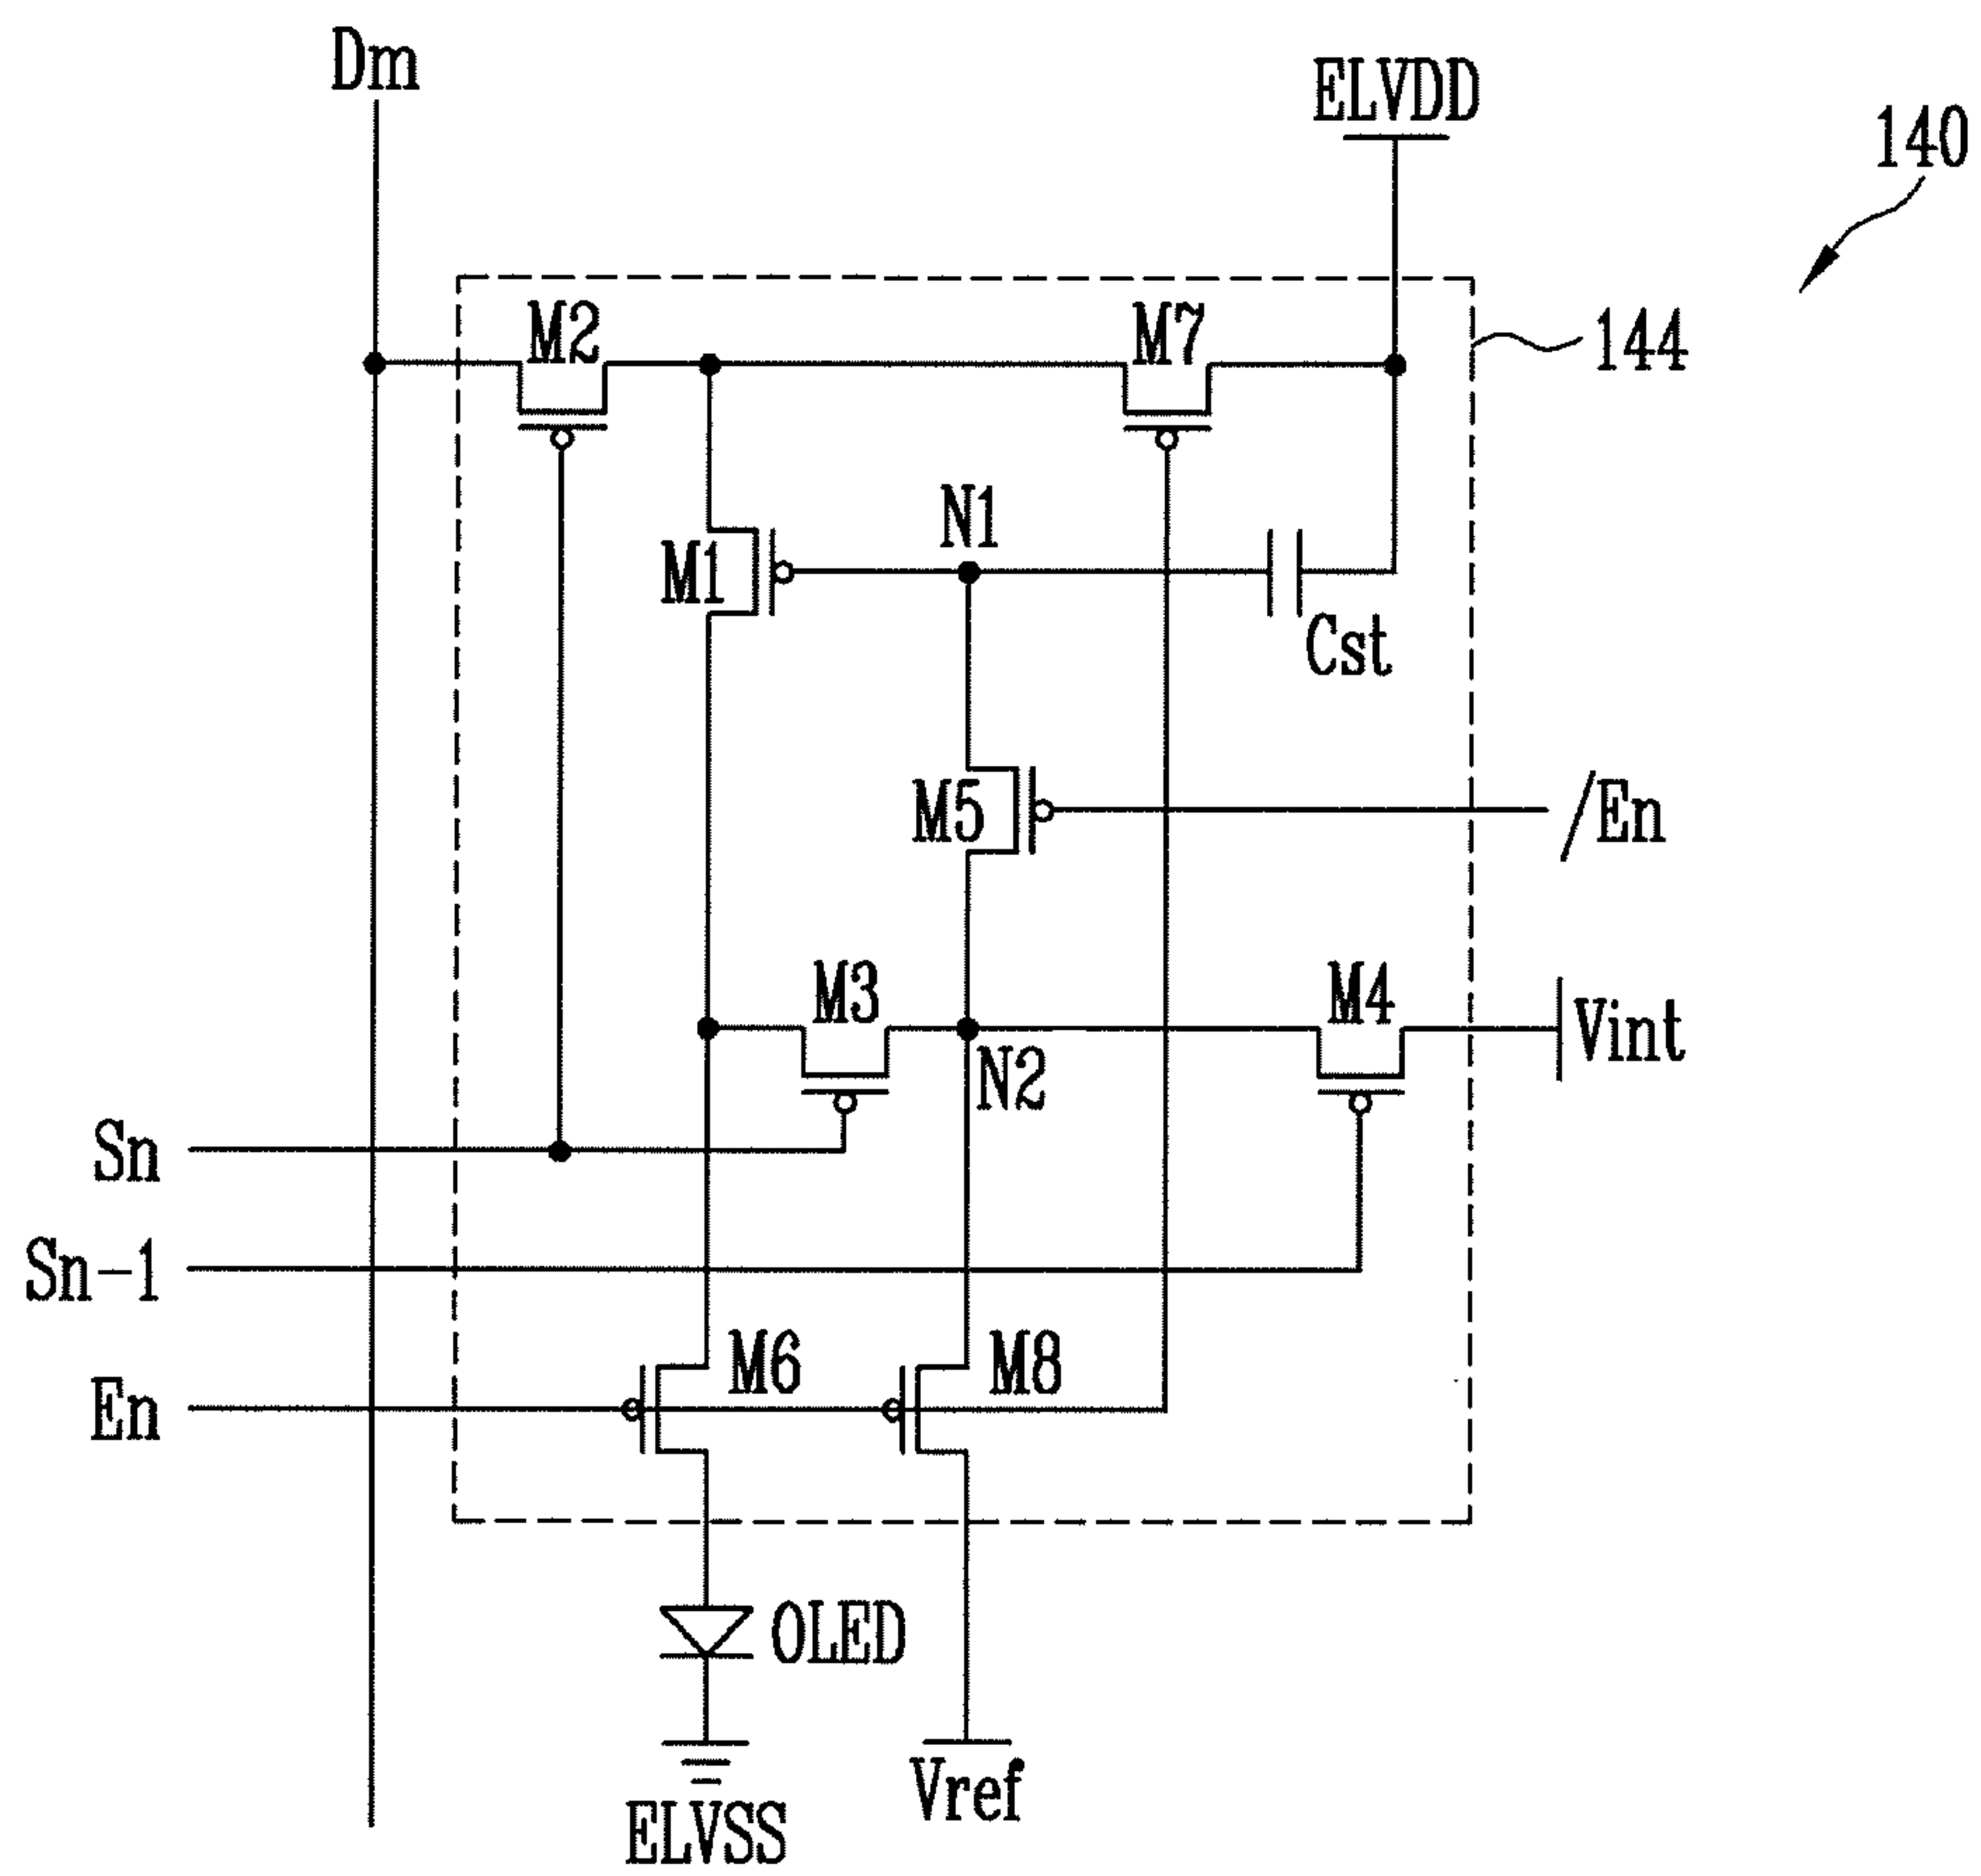 Dm
ELVDD
140
M2
M7
144
N1
M1
Cst
M5
/En
M3
M4
N2
Vint
Sn
Sn-1
M6
M8
En
OLED
Vref
ELVSS